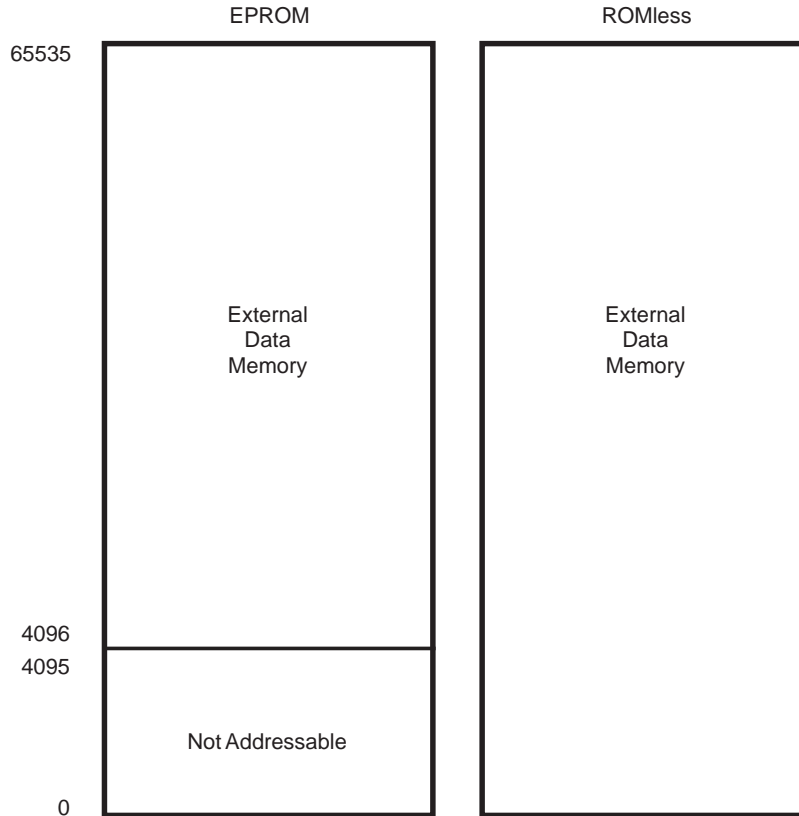 EPROM
ROMless
65535
External
Data
Memory
External
Data
Memory
4096
4095
Not Addressable
0